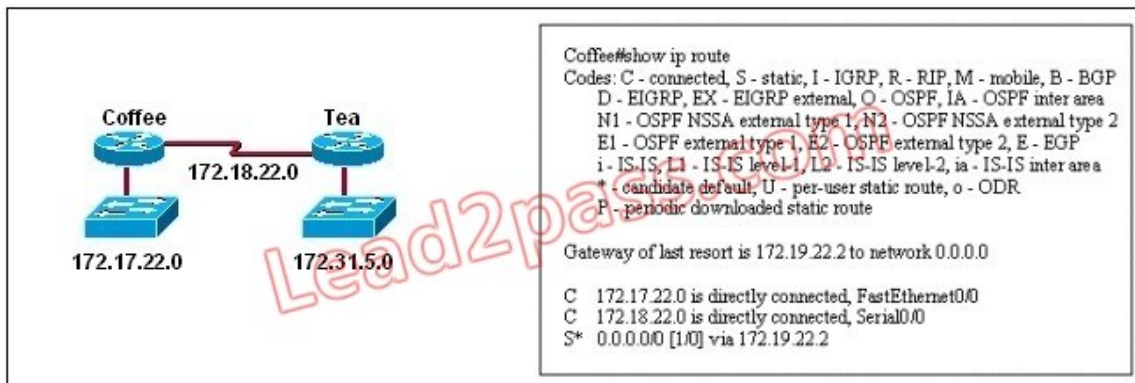 Coffee
Tea
172.18.22.0
172.17.22.0
172.31.5.0
Coffee#show ip route
Codes: C - connected, S - static, I - IGRP, R - RIP, M - mobile, B - BGP
D - EIGRP, EX - EIGRP external, O - OSPF, IA - OSPF inter area
N1 - OSPF NSSA external type 1, N2 - OSPF NSSA external type 2
E1 - OSPF external type 1, E2 - OSPF external type 2, E - EGP
i - IS-IS, L1 - IS-IS level-1, L2 - IS-IS level-2, ia - IS-IS inter area
* - candidate default, U - per-user static route, o - ODR
P - periodic downloaded static route
Gateway of last resort is 172.19.22.2 to network 0.0.0.0
C 172.17.22.0 is directly connected, FastEthernet0/0
C 172.18.22.0 is directly connected, Serial0/0
S* 0.0.0.0/0 [1/0] via 172.19.22.2
Lead2pass.com